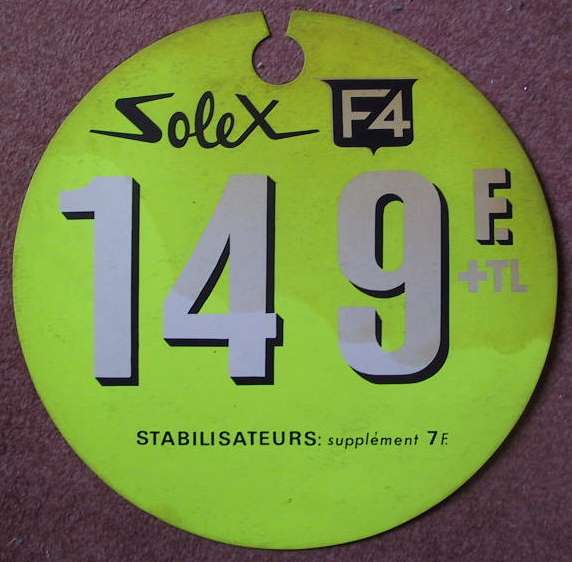 Solex F4
149 F.
+TL
STABILISATEURS: supplément 7 F.